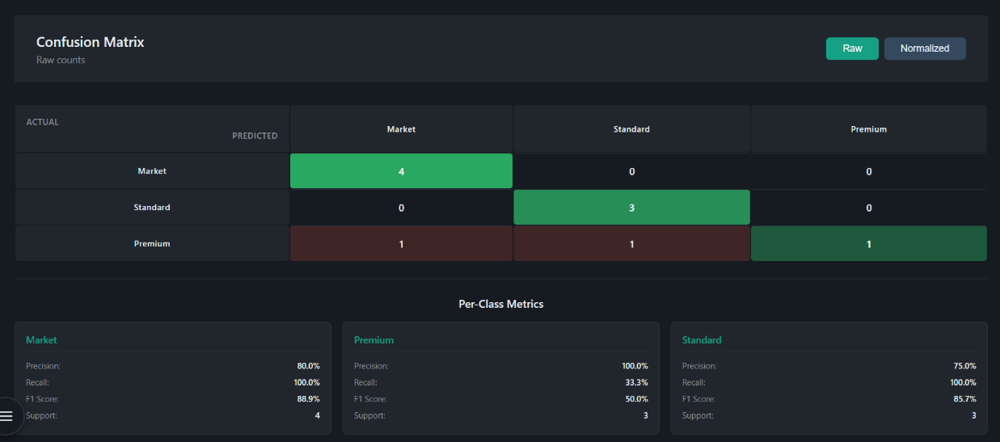 Confusion Matrix
Raw counts
Raw Normalized
ACTUAL
PREDICTED
Market Standard Premium
Market 4 0 0
Standard 0 3 0
Premium 1 1 1
Per-Class Metrics
Market
Precision: 80.0%
Recall: 100.0%
F1 Score: 88.9%
Support: 4
Premium
Precision: 100.0%
Recall: 33.3%
F1 Score: 50.0%
Support: 3
Standard
Precision: 75.0%
Recall: 100.0%
F1 Score: 85.7%
Support: 3